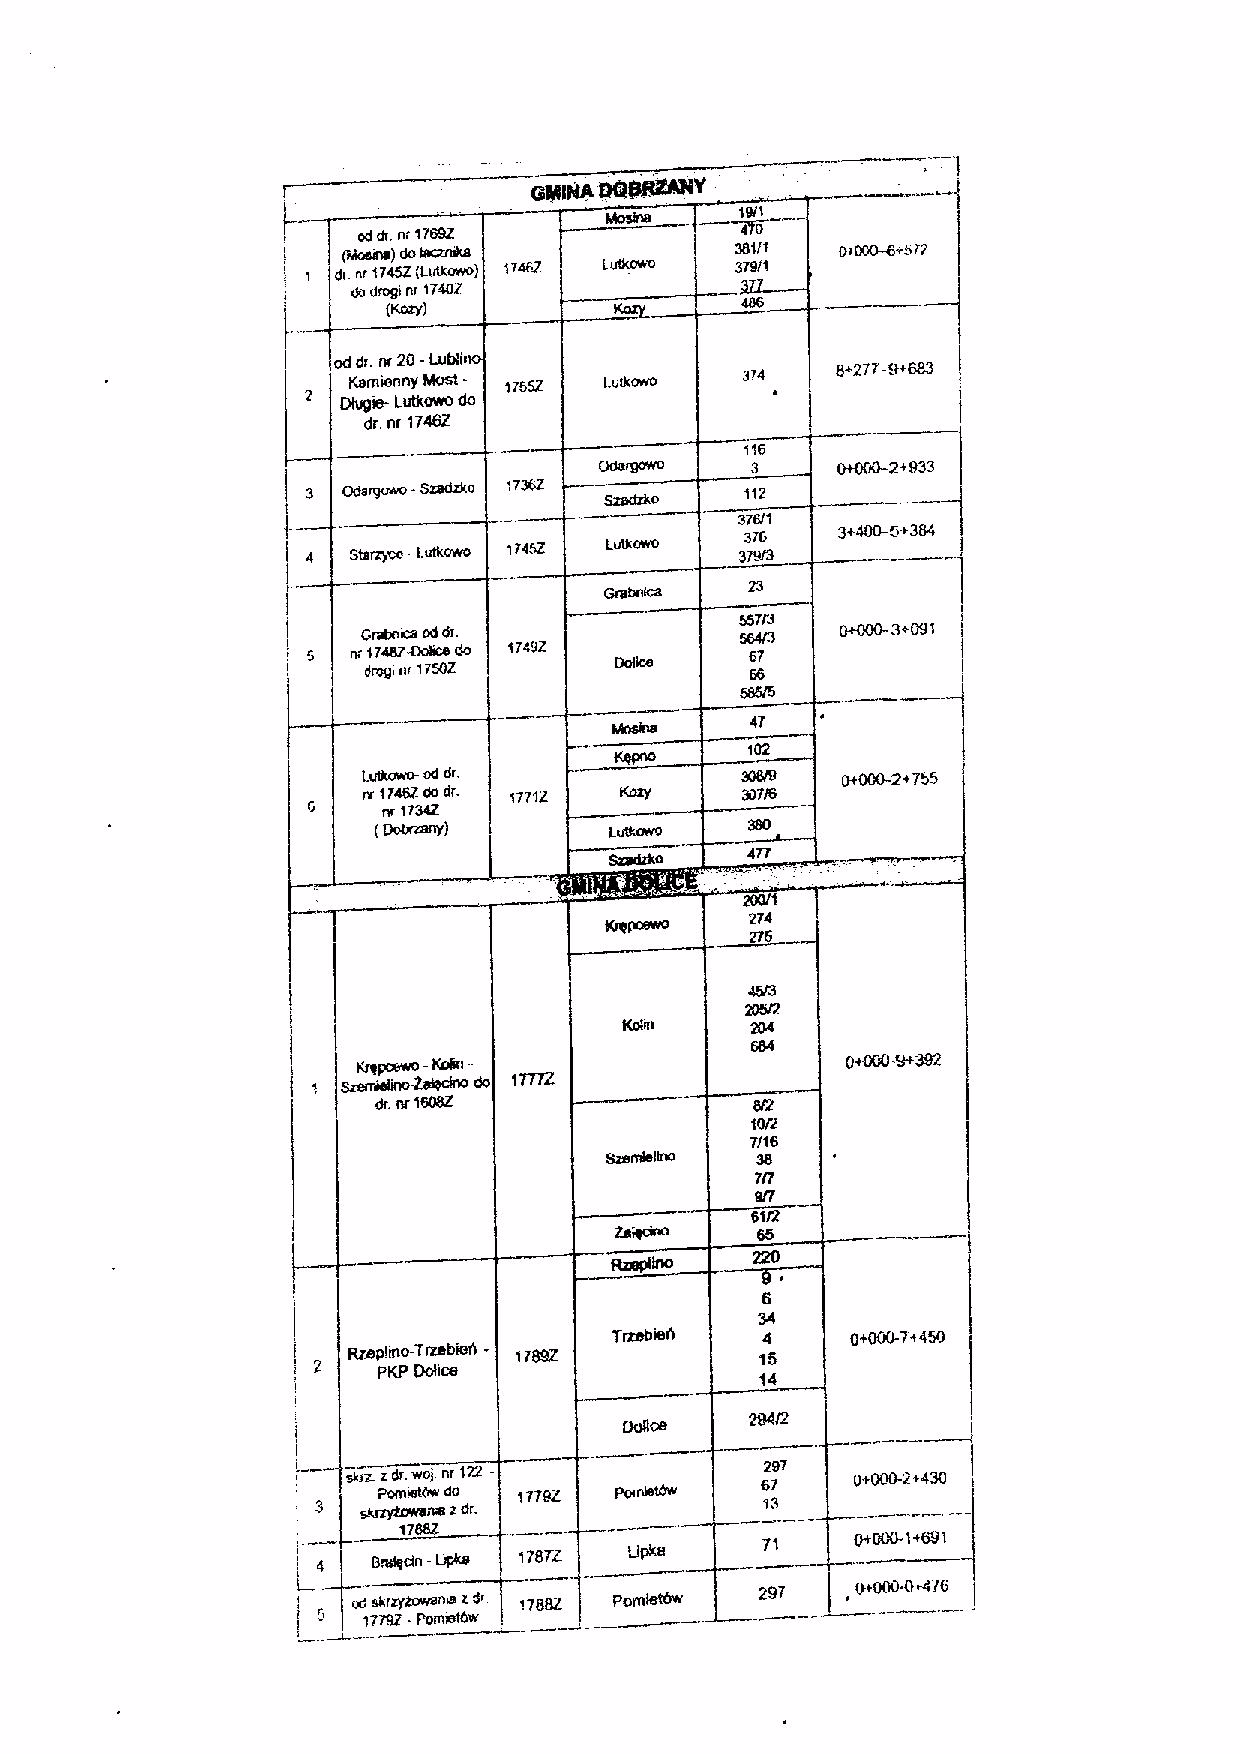 GMINA DOBRZANY
Mosina 19/1
od dr. nr 1769Z 470
(Mosina) do łącznika 381/1 0+000-6+572
1 dr. nr 1745Z (Lutkowo) 1746Z Lutkowo 379/1
do drogi nr 1740Z 377
(Kozy) Kozy 486
od dr. nr 20 - Lublino-
Kamienny Most - 1765Z Lutkowo 374 8+277-9+683
2 Długie- Lutkowo do
dr. nr 1746Z
116
Odargowo 3 0+000-2+933
3 Odargowo - Szadzko 1736Z
Szadzko 112
376/1
376 3+400-5+384
4 Starzyce - Lutkowo 1745Z Lutkowo 379/3
Grabnica 23
557/3
Grabnica od dr. 564/3 0+000-3+091
5 nr 1748Z-Dolice do 1749Z Dolice 67
drogi nr 1750Z 66
585/5
Mosina 47
Kępno 102
Lutkowo- od dr. 308/9 0+000-2+755
nr 1746Z do dr. 1771Z Kozy 307/6
6 nr 1734Z
( Dobrzany) Lutkowo 380
Szadzko 477
GMINA DOLICE
200/1
Krępcewo 274
275
45/3
205/2
Kolin 204
684
Krępcewo - Kolin - 0+000-9+392
1 Szemielino-Żalęcino do 1777Z
dr. nr 1608Z 8/2
10/2
7/16
Szemielino 38
7/7
9/7
61/2
Żalęcino 65
Rzeplino 220
9
6
34
Trzebień 4 0+000-7+450
Rzeplino-Trzebień - 1789Z 15
2 PKP Dolice 14
Dolice 294/2
skrz. z dr. woj. nr 122 - 297
Pomietów do 1779Z Pomietów 67 0+000-2+430
3 skrzyżowania z dr. 13
1788Z
4 Bralęcin - Lipka 1787Z Lipka 71 0+000-1+691
od skrzyżowania z dr. 1788Z Pomietów 297 0+000-0+476
5 1779Z - Pomietów